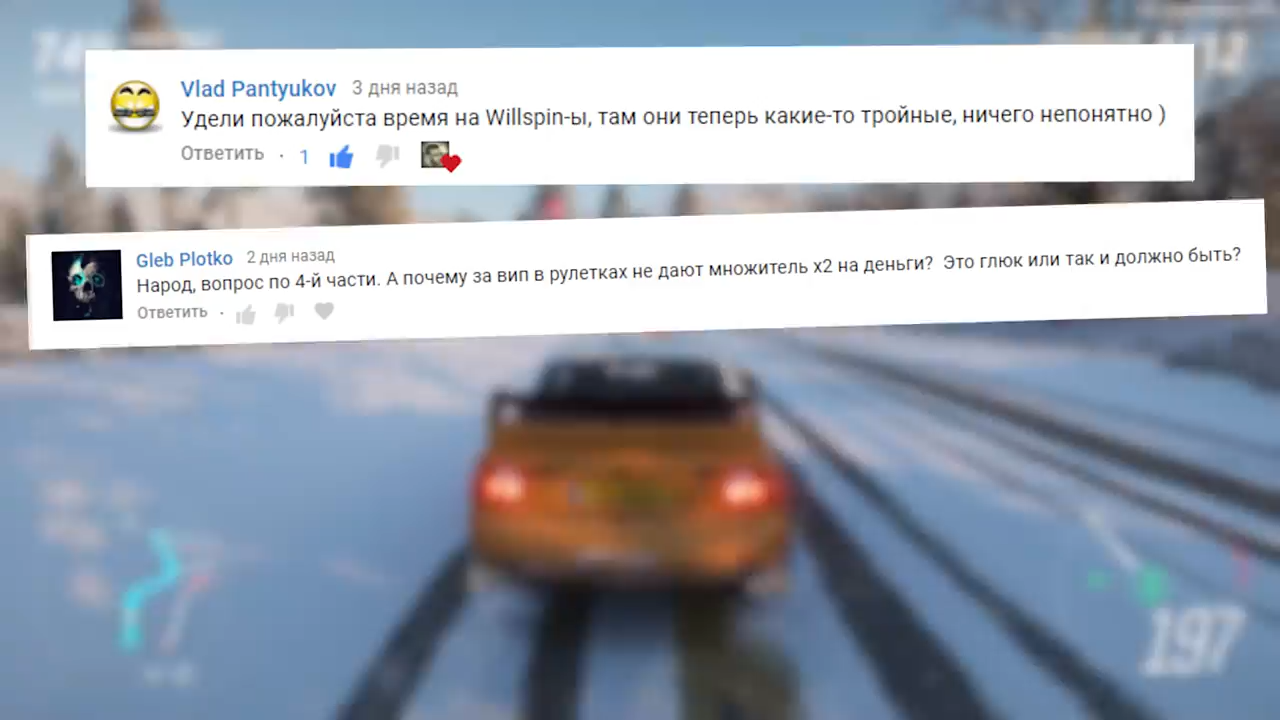 Vlad Pantyukov 3 дня назад
Удели пожалуйста время на Willspin-ы, там они теперь какие-то тройные, ничего непонятно )
Ответить · 1
Gleb Plotko 2 дня назад
Народ, вопрос по 4-й части. А почему за вип в рулетках не дают множитель х2 на деньги? Это глюк или так и должно быть?
Ответить ·
197